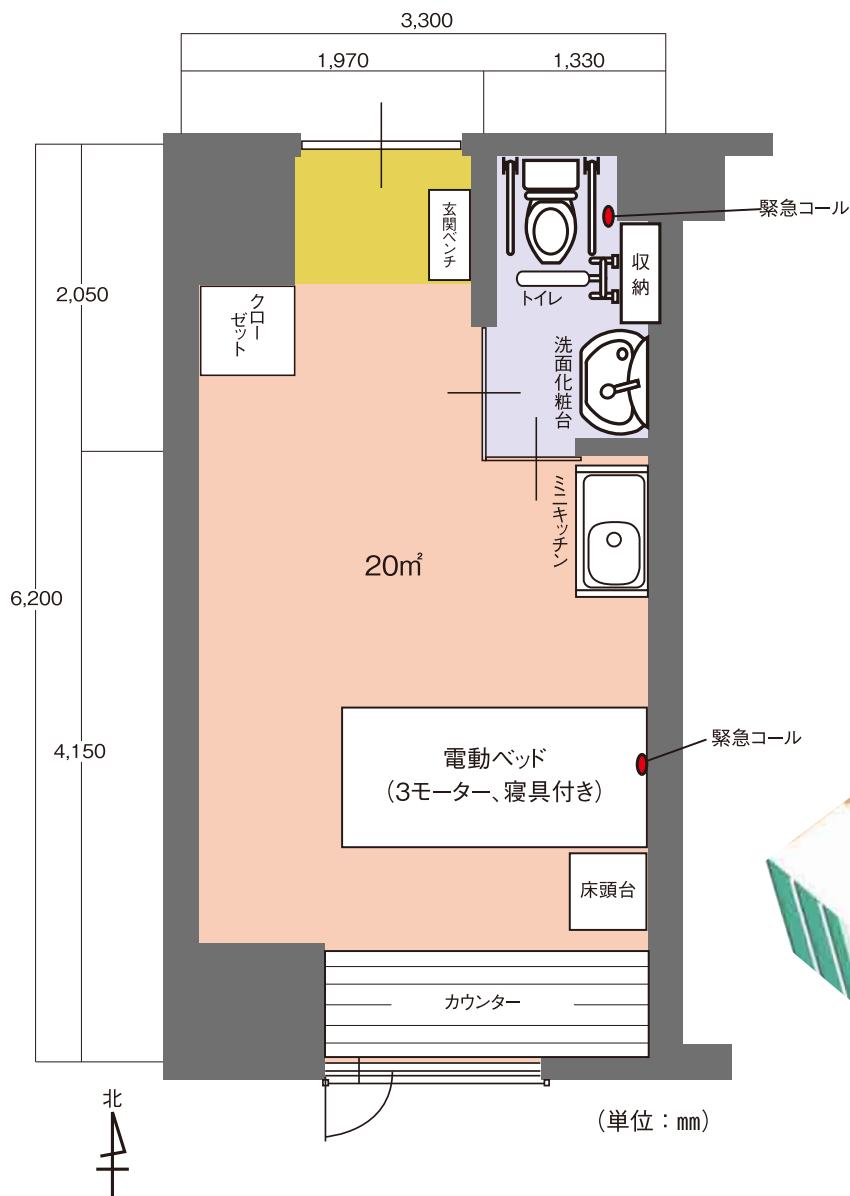 3,300
1,970
1,330
緊急コール
玄関ベンチ
収納
トイレ
2,050
クローゼット
洗面化粧台
ミニキッチン
20㎡
6,200
4,150
緊急コール
電動ベッド
（3モーター、寝具付き）
床頭台
カウンター
北
（単位：㎜）